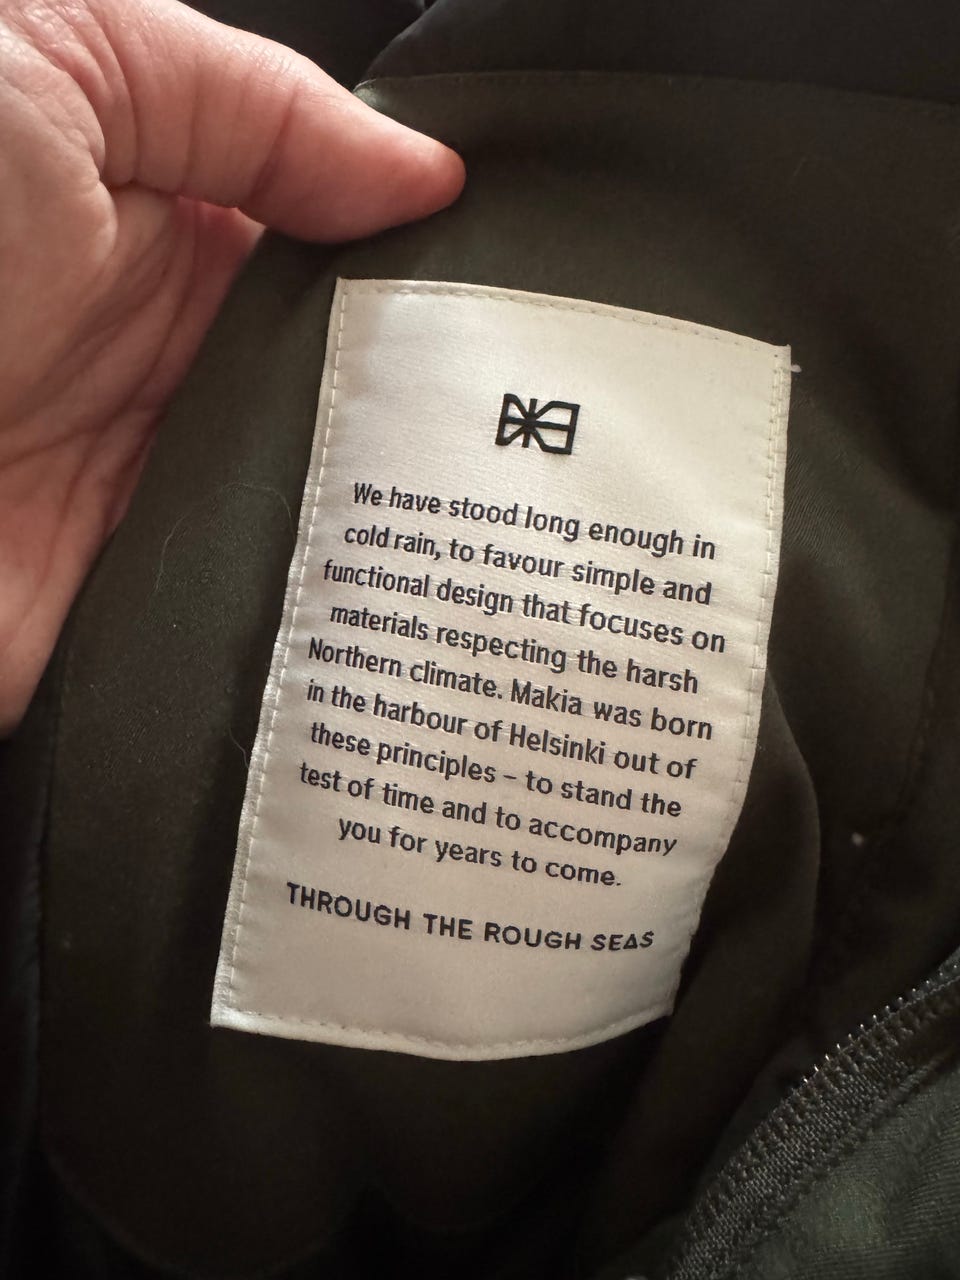 We have stood long enough in
cold rain, to favour simple and
functional design that focuses on
materials respecting the harsh
Northern climate. Makia was born
in the harbour of Helsinki out of
these principles – to stand the
test of time and to accompany
you for years to come.
THROUGH THE ROUGH SEAS